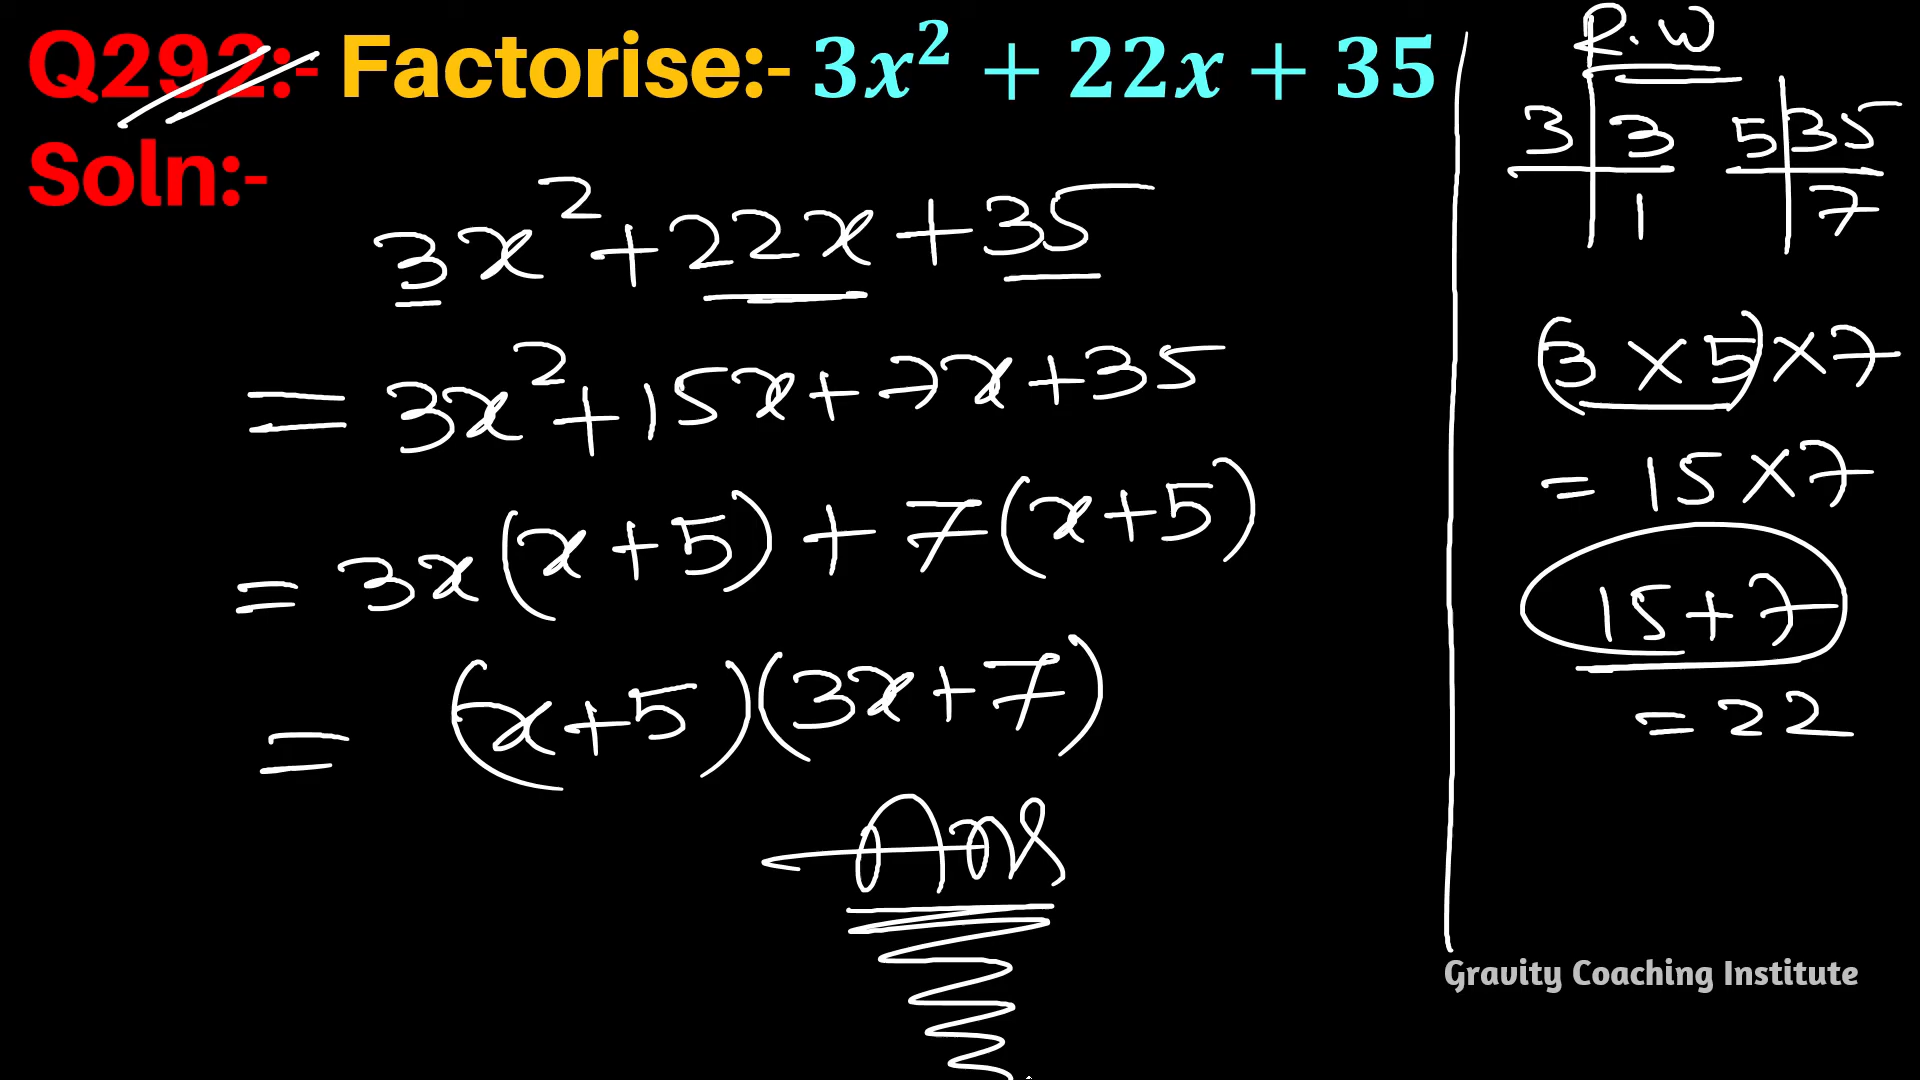 Q292:- Factorise:- 3x² + 22x + 35
Soln:-
3x² + 22x + 35
= 3x² + 15x + 7x + 35
= 3x(x+5) + 7(x+5)
= (x+5)(3x+7)
Ans
R.W
3 | 3 5 | 35
1 7
(3 × 5) × 7
= 15 × 7
15 + 7
= 22
Gravity Coaching Institute